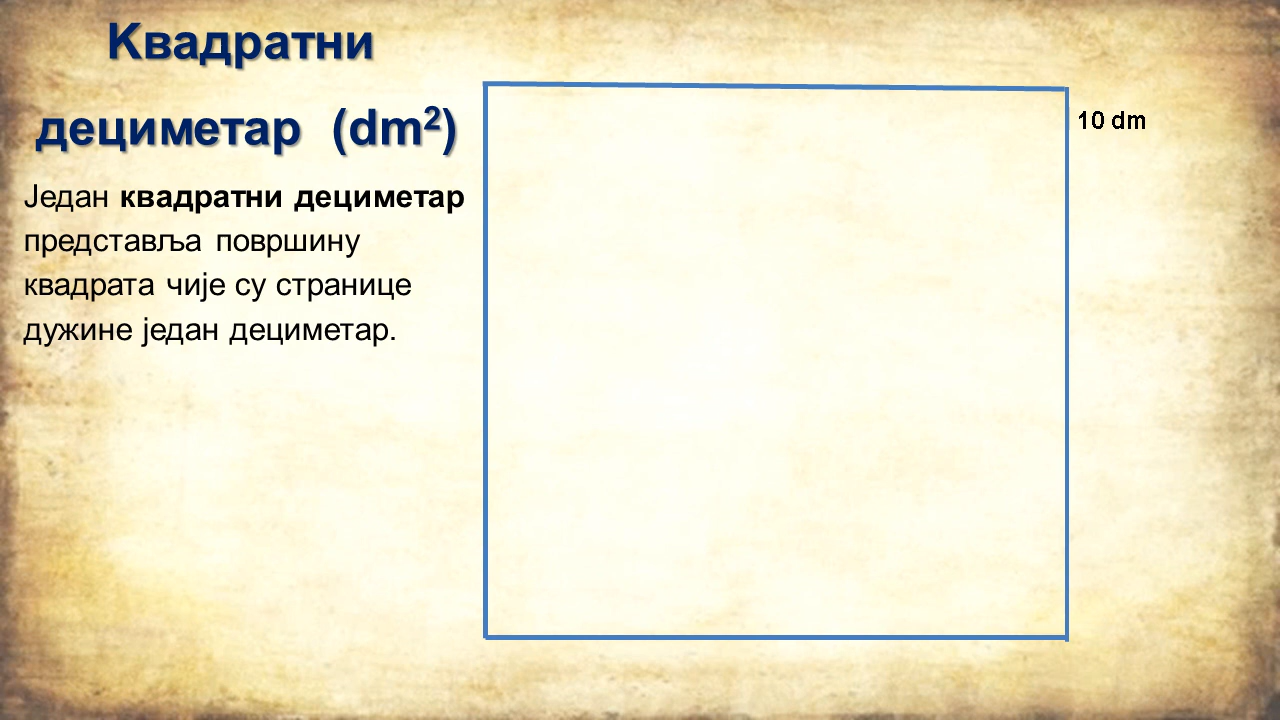 Квадратни
дециметар (dm²)
Један квадратни дециметар
представља површину
квадрата чије су странице
дужине један дециметар.
10 dm